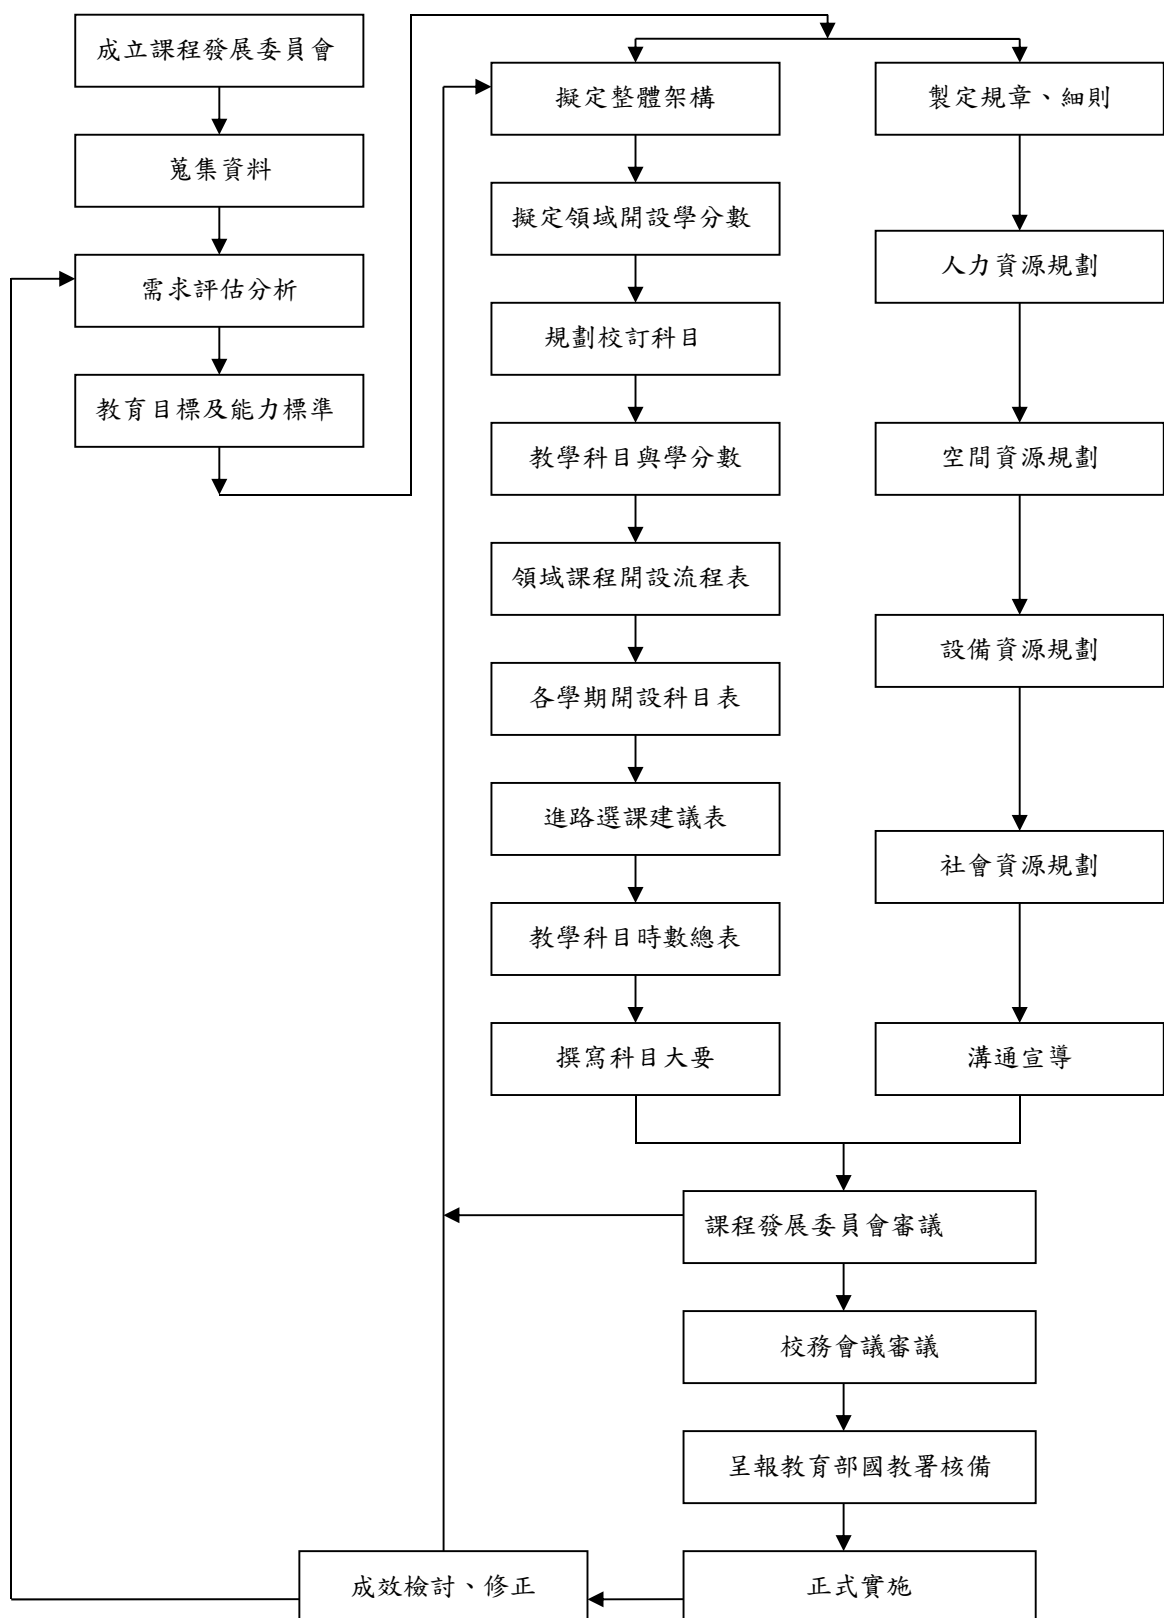 成立課程發展委員會
蒐集資料
需求評估分析
教育目標及能力標準
擬定整體架構
擬定領域開設學分數
規劃校訂科目
教學科目與學分數
領域課程開設流程表
各學期開設科目表
進路選課建議表
教學科目時數總表
撰寫科目大要
製定規章、細則
人力資源規劃
空間資源規劃
設備資源規劃
社會資源規劃
溝通宣導
課程發展委員會審議
校務會議審議
呈報教育部國教署核備
正式實施
成效檢討、修正